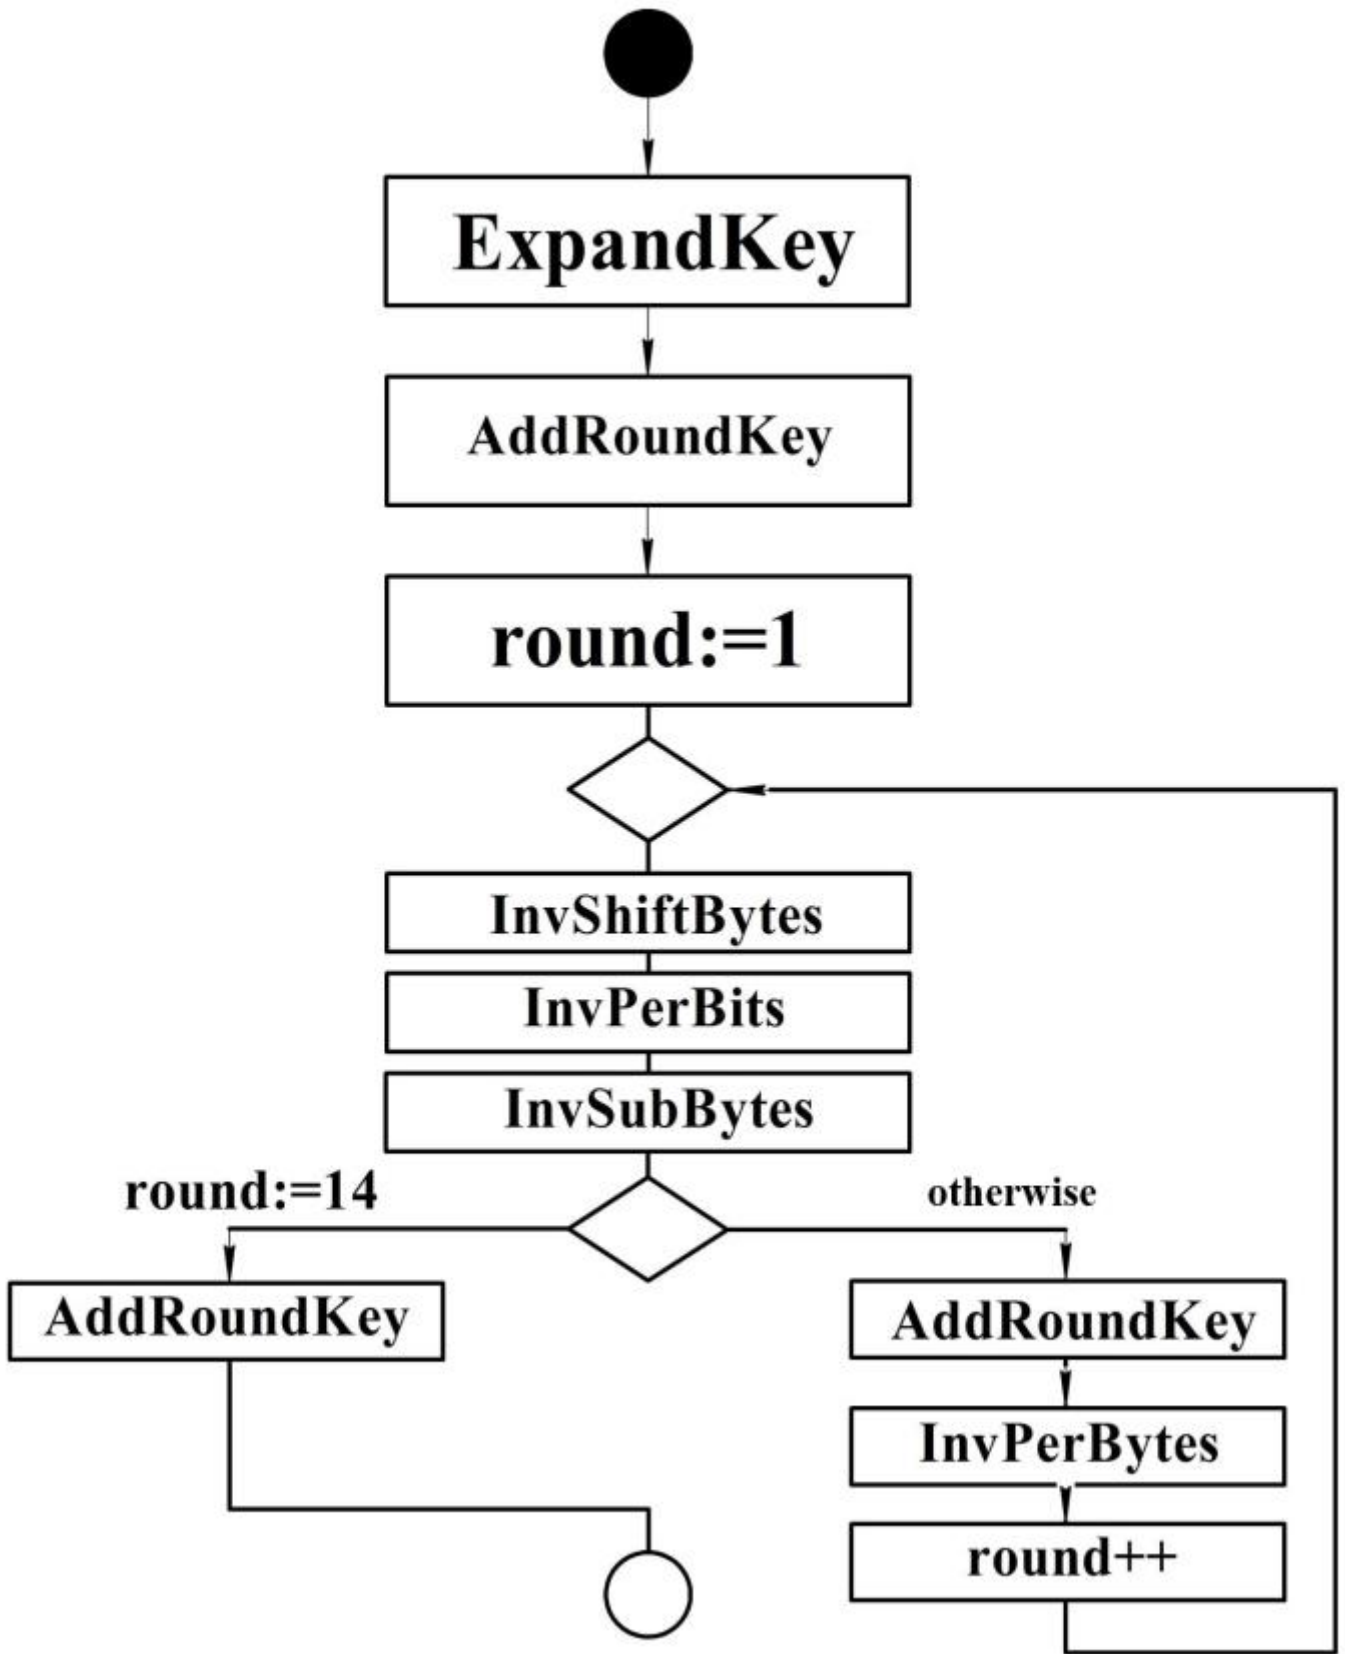 ExpandKey
AddRoundKey
round:=1
InvShiftBytes
InvPerBits
InvSubBytes
round:=14
otherwise
AddRoundKey
AddRoundKey
InvPerBytes
round++